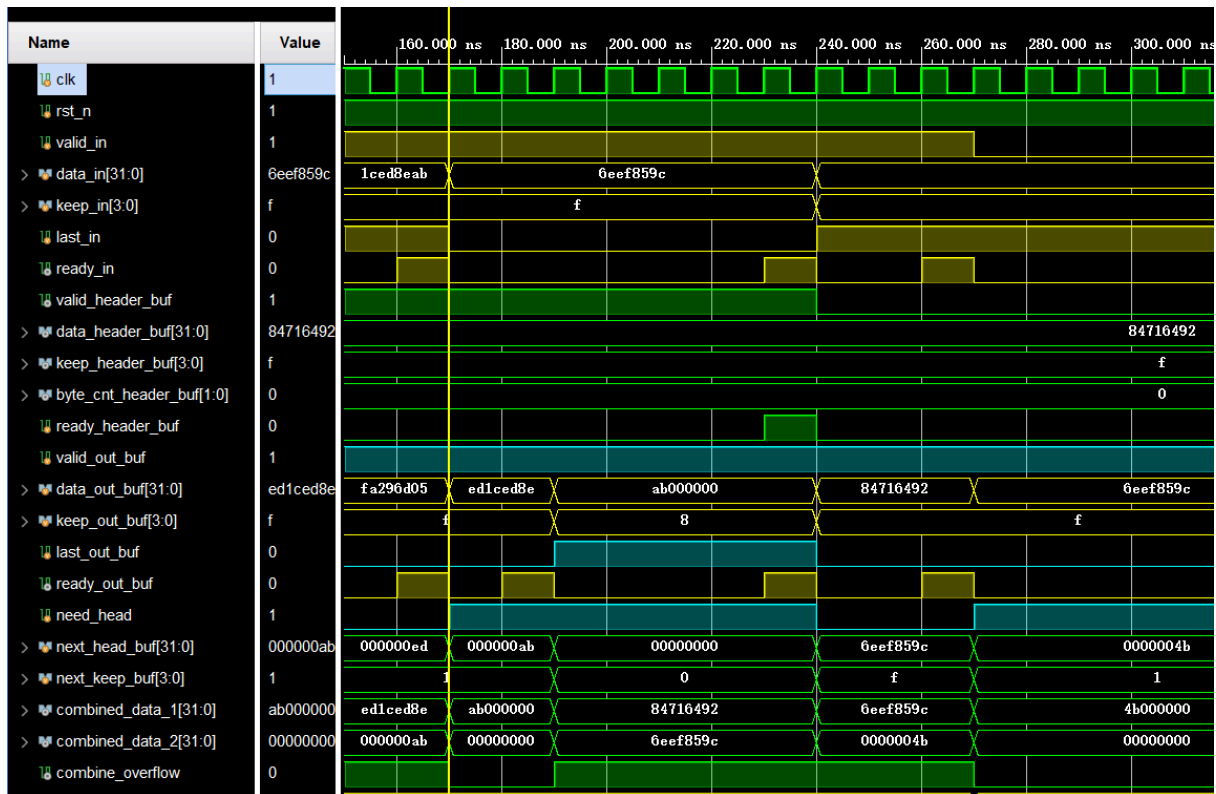 Name Value
160.000 ns 180.000 ns 200.000 ns 220.000 ns 240.000 ns 260.000 ns 280.000 ns 300.000 ns
clk 1
rst_n 1
valid_in 1
data_in[31:0] 6eef859c 1ced8eab 6eef859c
keep_in[3:0] f f
last_in 0
ready_in 0
valid_header_buf 1
data_header_buf[31:0] 84716492 84716492
keep_header_buf[3:0] f f
byte_cnt_header_buf[1:0] 0 0
ready_header_buf 0
valid_out_buf 1
data_out_buf[31:0] ed1ced8e fa296d05 ed1ced8e ab000000 84716492 6eef859c
keep_out_buf[3:0] f f 8 f
last_out_buf 0
ready_out_buf 0
need_head 1
next_head_buf[31:0] 000000ab 000000ed 000000ab 00000000 6eef859c 0000004b
next_keep_buf[3:0] 1 1 0 f 1
combined_data_1[31:0] ab000000 ed1ced8e ab000000 84716492 6eef859c 4b000000
combined_data_2[31:0] 00000000 000000ab 00000000 6eef859c 0000004b 00000000
combine_overflow 0